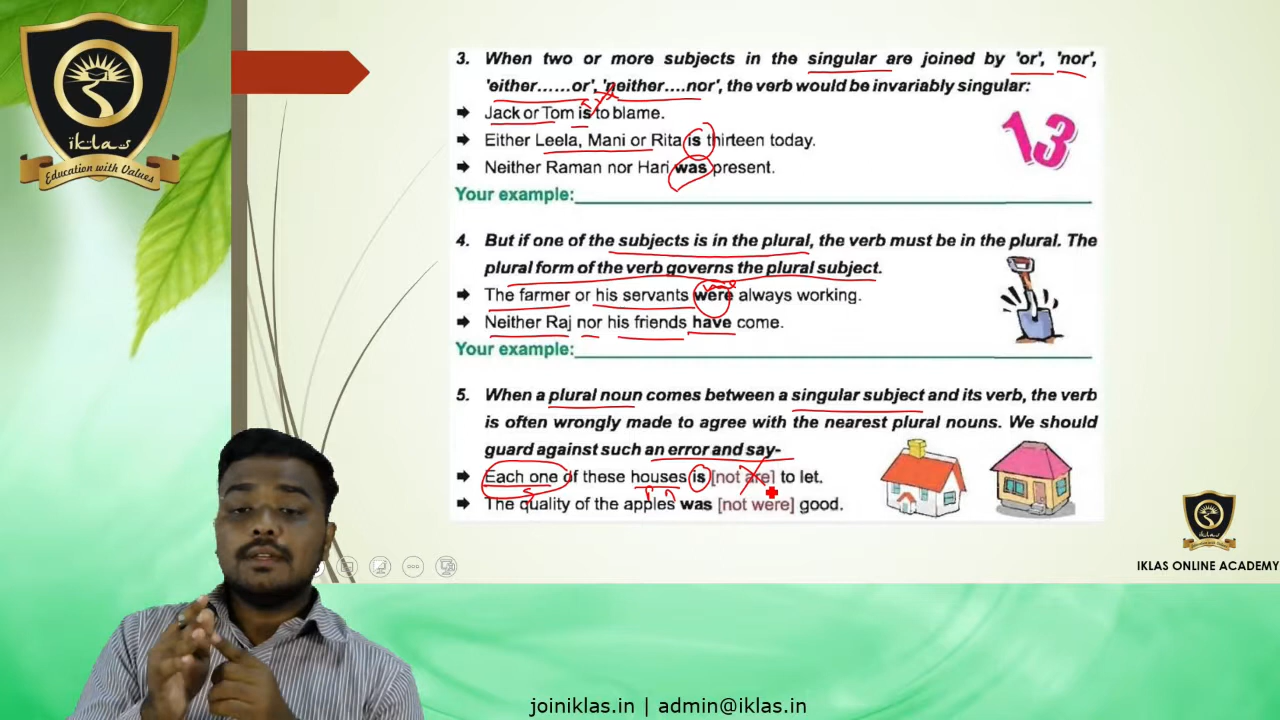 iklas
Education with Values
3. When two or more subjects in the singular are joined by 'or', 'nor',
'either......or', 'neither....nor', the verb would be invariably singular:
Jack or Tom is to blame.
Either Leela, Mani or Rita is thirteen today.
Neither Raman nor Hari was present.
13
Your example:
4. But if one of the subjects is in the plural, the verb must be in the plural. The
plural form of the verb governs the plural subject.
The farmer or his servants were always working.
Neither Raj nor his friends have come.
Your example:
5. When a plural noun comes between a singular subject and its verb, the verb
is often wrongly made to agree with the nearest plural nouns. We should
guard against such an error and say-
Each one of these houses is [not are] to let.
The quality of the apples was [not were] good.
iklas
IKLAS ONLINE ACADEMY
joiniklas.in | admin@iklas.in